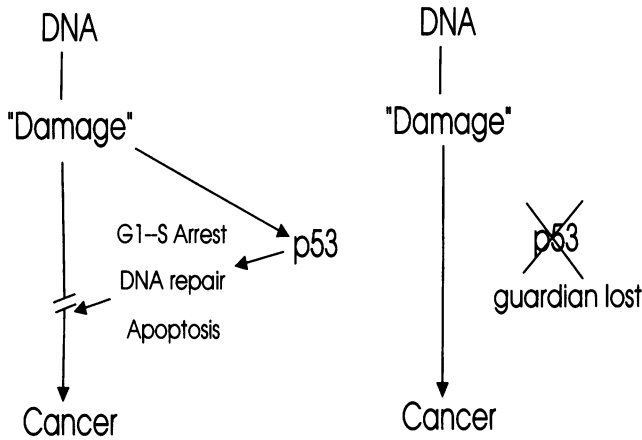 DNA
"Damage"
G1--S Arrest
p53
DNA repair
Apoptosis
Cancer
DNA
"Damage"
p53
guardian lost
Cancer